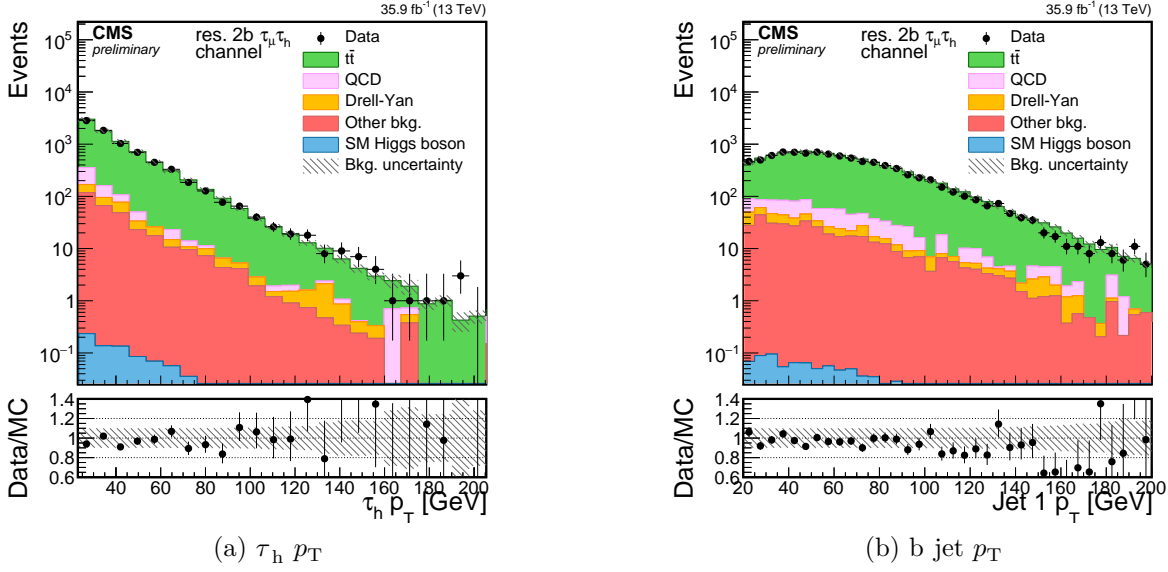 35.9 fb⁻¹ (13 TeV)
CMS
preliminary
res. 2b τμτh
channel
Data
tt̄
QCD
Drell-Yan
Other bkg.
SM Higgs boson
Bkg. uncertainty
Events
10⁵
10⁴
10³
10²
10
1
10⁻¹
Data/MC
1.4
1.2
1.0
0.8
0.6
40 60 80 100 120 140 160 180 200
τh pT [GeV]
(a) τh pT
35.9 fb⁻¹ (13 TeV)
CMS
preliminary
res. 2b τμτh
channel
Data
tt̄
QCD
Drell-Yan
Other bkg.
SM Higgs boson
Bkg. uncertainty
Events
10⁵
10⁴
10³
10²
10
1
10⁻¹
Data/MC
1.4
1.2
1.0
0.8
0.6
20 40 60 80 100 120 140 160 180 200
Jet 1 pT [GeV]
(b) b jet pT